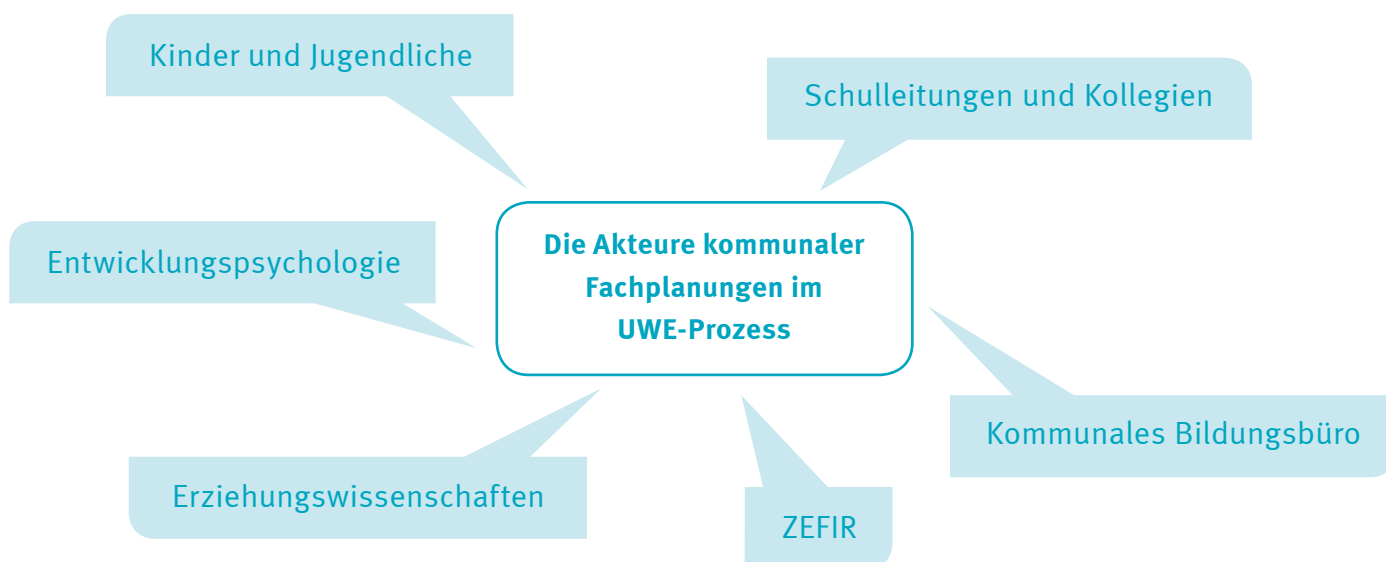 Kinder und Jugendliche
Schulleitungen und Kollegien
Entwicklungspsychologie
Die Akteure kommunaler
Fachplanungen im
UWE-Prozess
Kommunales Bildungsbüro
Erziehungswissenschaften
ZEFIR